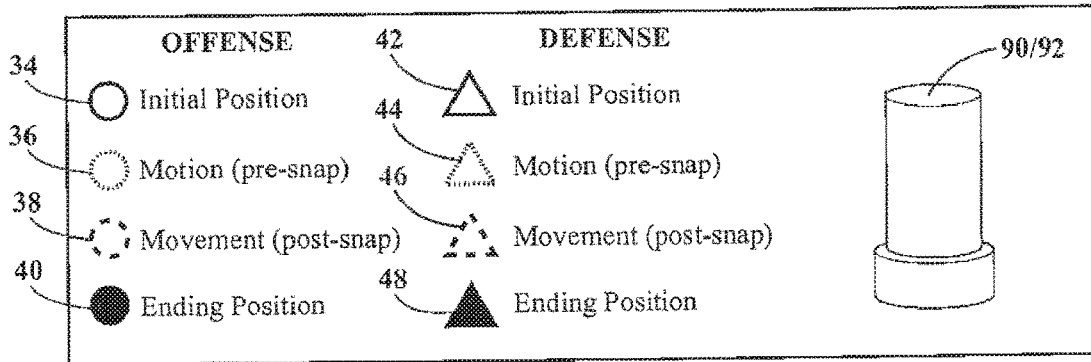 OFFENSE
34
Initial Position
36
Motion (pre-snap)
38
Movement (post-snap)
40
Ending Position
DEFENSE
42
Initial Position
44
Motion (pre-snap)
46
Movement (post-snap)
48
Ending Position
90/92